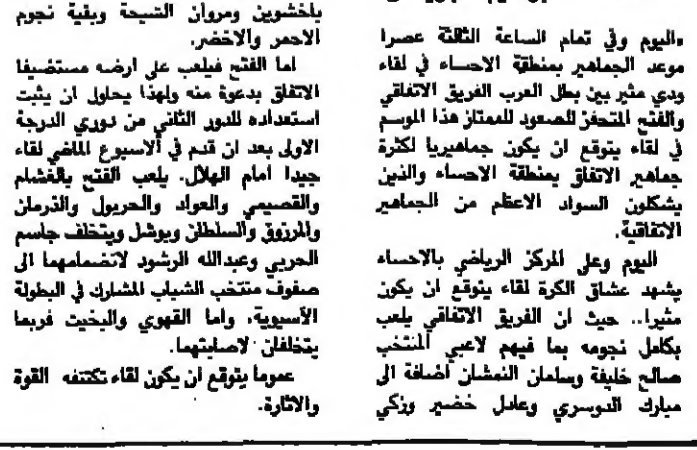 «اليوم وفي تمام الساعة الثالثة عصرا
موعد الجماهير بمنطقة الاحساء في لقاء
ودي مثير بين بطل العرب الفريق الاتفاقي
والفتح المتحفز للصعود للممتاز هذا الموسم
في لقاء يتوقع ان يكون جماهيريا لكثرة
جماهير الاتفاق بمنطقة الاحساء والذين
يشكلون السواد الاعظم من الجماهير
الاتفاقية.
اليوم وعلى المركز الرياضي بالاحساء
يشهد عشاق الكرة لقاء يتوقع ان يكون
مثيرا.. حيث ان الفريق الاتفاقي يلعب
بكامل نجومه بما فيهم لاعبي المنتخب
صالح خليفة وسلمان النمشان اضافة الى
مبارك الدوسري وعادل خضير وزكي
باخشوين ومروان الشيحة وبقية نجوم
الاحمر والاخضر.
اما الفتح فيلعب على ارضه مستضيفا
الاتفاق بدعوة منه ولهذا يحاول ان يثبت
استعداده للدور الثاني من دوري الدرجة
الاولى بعد ان قدم في الاسبوع الماضي لقاء
جيدا امام الهلال. يلعب الفتح بالغشام
والقصيمي والعواد والحريول والذرمان
والمرزوق والسلطان وبوشل ويتخلف جاسم
الحربي وعبدالله الرشود لانضمامهما الى
صفوف منتخب الشباب المشارك في البطولة
الآسيوية، واما القهوي والبخيت فربما
يتخلفان لاصابتهما.
عموما يتوقع ان يكون لقاء تكتنفه القوة
والاثارة.